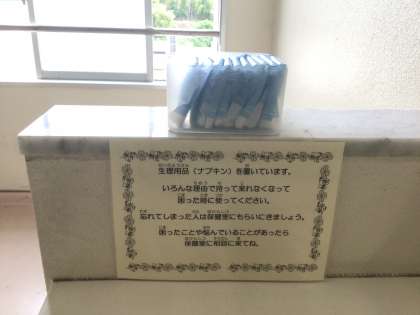 生理用品（ナプキン）を置いています。
いろんな理由で持って来れなくなって
困った時に使ってください。
忘れてしまった人は保健室にもらいにきましょう。
困ったことや悩んでいることがあったら
保健室に相談に来てね。